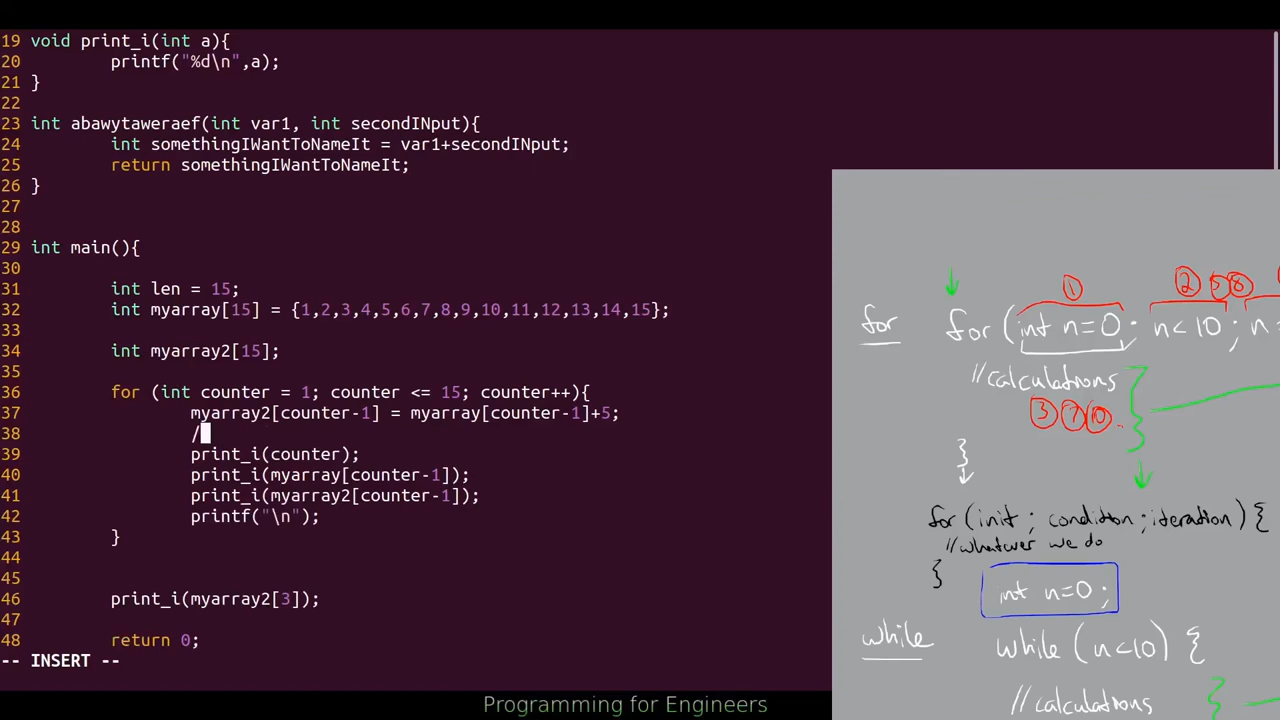 19 void print_i(int a){
20 printf("%d\n",a);
21 }
22
23 int abawytaweraef(int var1, int secondINput){
24 int somethingIWantToNameIt = var1+secondINput;
25 return somethingIWantToNameIt;
26 }
27
28
29 int main(){
30
31 int len = 15;
32 int myarray[15] = {1,2,3,4,5,6,7,8,9,10,11,12,13,14,15};
33
34 int myarray2[15];
35
36 for (int counter = 1; counter <= 15; counter++){
37 myarray2[counter-1] = myarray[counter-1]+5;
38 /
39 print_i(counter);
40 print_i(myarray[counter-1]);
41 print_i(myarray2[counter-1]);
42 printf("\n");
43 }
44
45
46 print_i(myarray2[3]);
47
48 return 0;
-- INSERT --
1 2 5 8
for for (int n=0; n<10; n=
//calculations }
3 7 10
}
for (init; condition; iteration) {
//whatever we do
}
int n=0;
while while (n<10) {
//calculations }
Programming for Engineers